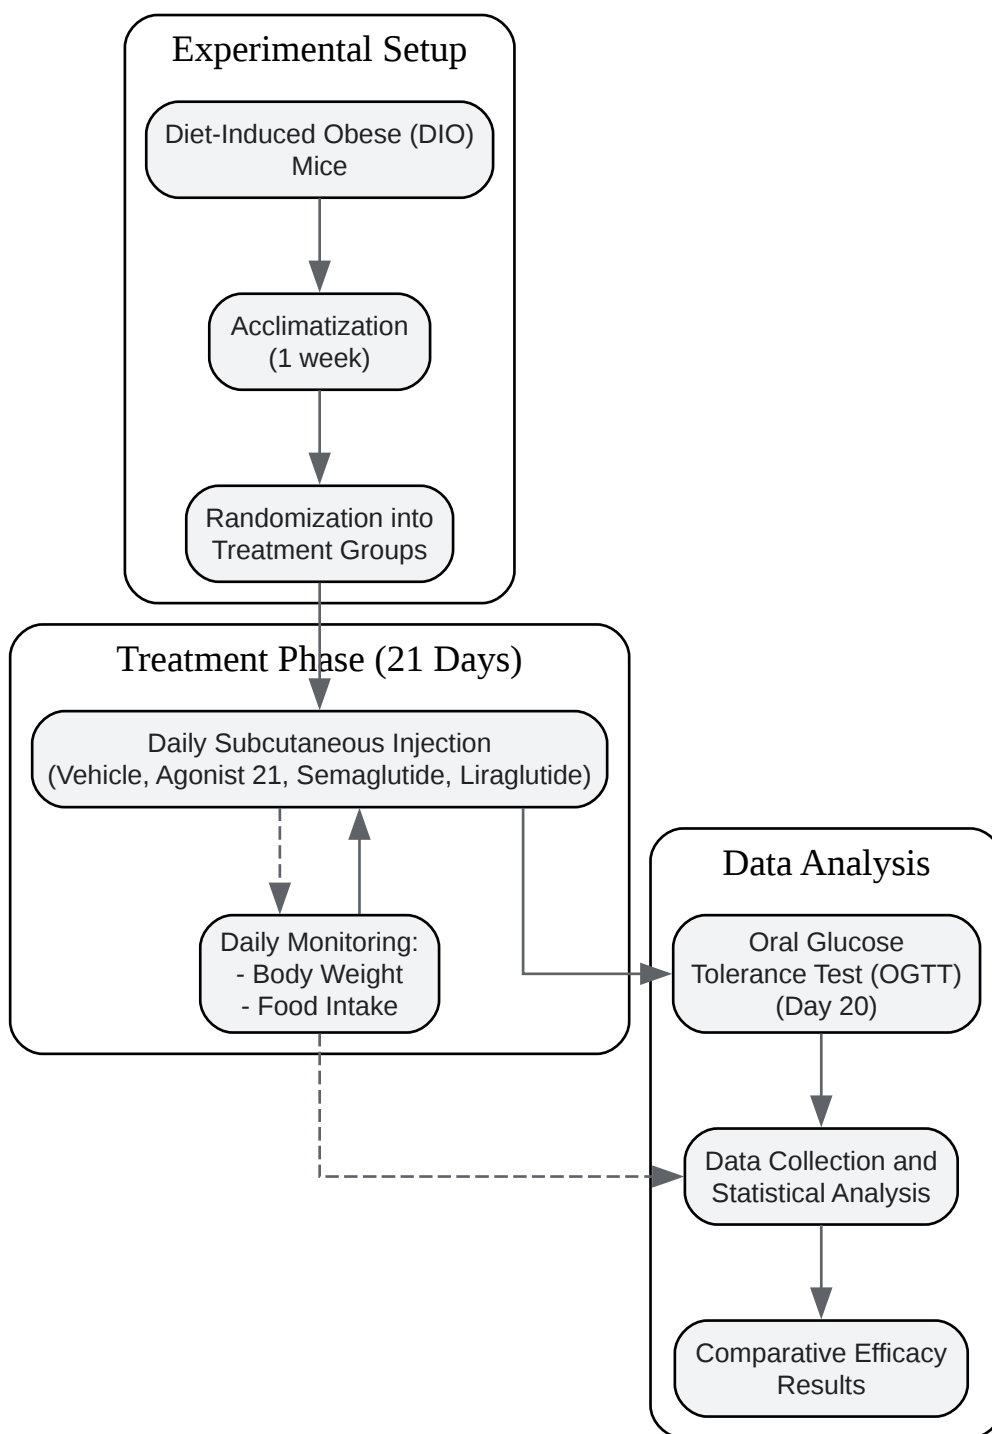 Experimental Setup
Diet-Induced Obese (DIO)
Mice
Acclimatization
(1 week)
Randomization into
Treatment Groups
Treatment Phase (21 Days)
Daily Subcutaneous Injection
(Vehicle, Agonist 21, Semaglutide, Liraglutide)
Daily Monitoring:
- Body Weight
- Food Intake
Data Analysis
Oral Glucose
Tolerance Test (OGTT)
(Day 20)
Data Collection and
Statistical Analysis
Comparative Efficacy
Results